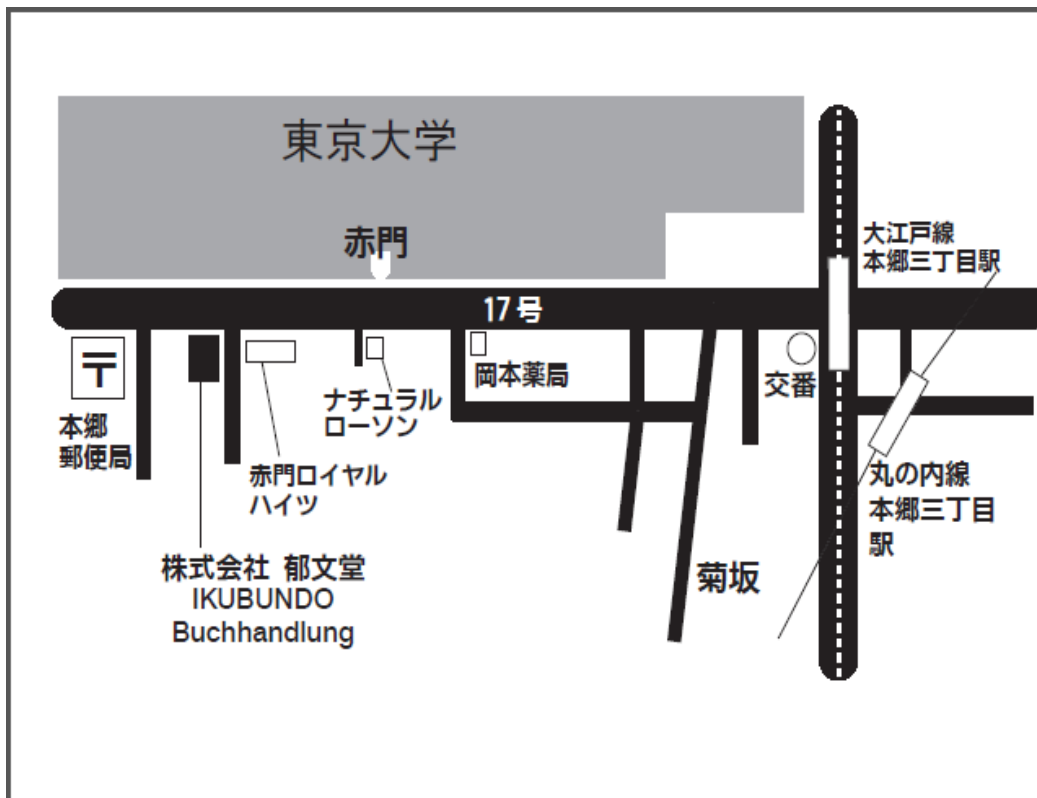 東京大学
赤門
大江戸線
本郷三丁目駅
17号
〒
本郷
郵便局
ナチュラル
ローソン
岡本薬局
交番
赤門ロイヤル
ハイツ
丸の内線
本郷三丁目
駅
株式会社 郁文堂
IKUBUNDO
Buchhandlung
菊坂